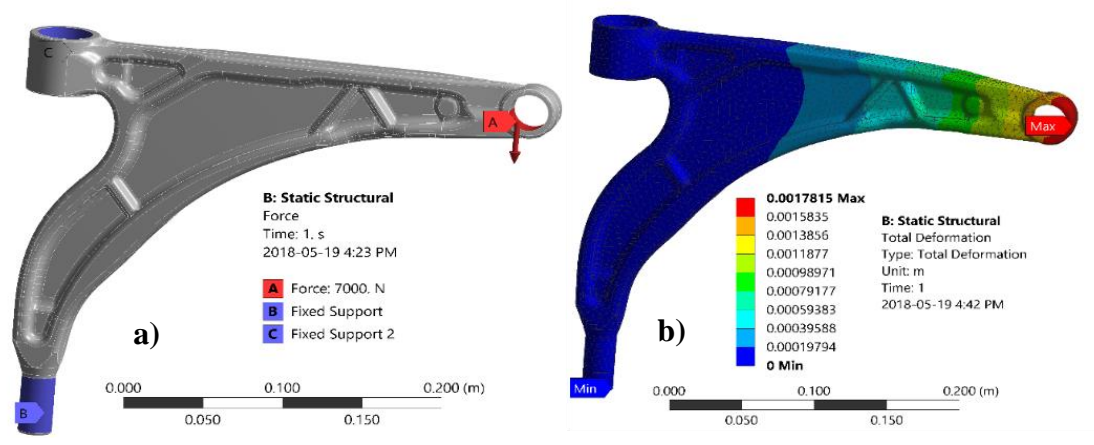 C
A
B: Static Structural
Force
Time: 1, s
2018-05-19 4:23 PM
A Force: 7000, N
B Fixed Support
C Fixed Support 2
a)
B
0.000 0.100 0.200 (m)
0.050 0.150
Max
0.0017815 Max
0.0015835
0.0013856
0.0011877
0.00098971
0.00079177
0.00059383
0.00039588
0.00019794
0 Min
B: Static Structural
Total Deformation
Type: Total Deformation
Unit: m
Time: 1
2018-05-19 4:42 PM
b)
Min
0.000 0.100 0.200 (m)
0.050 0.150